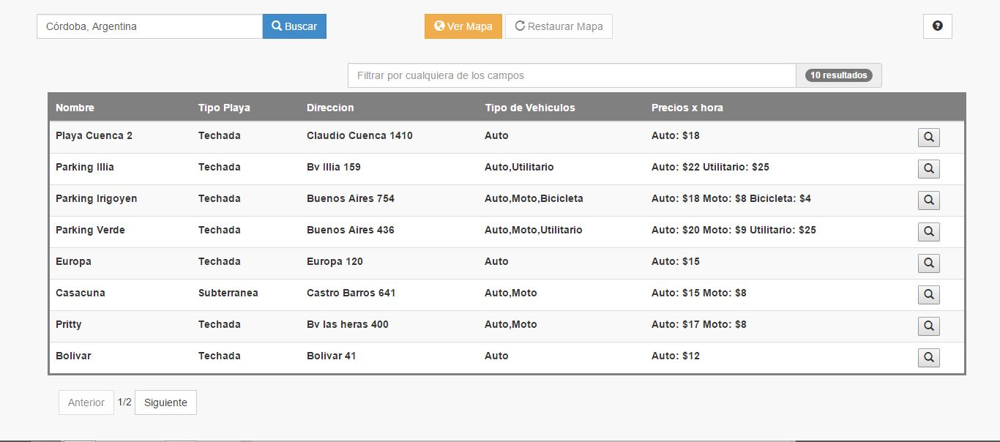 Córdoba, Argentina Buscar Ver Mapa Restaurar Mapa ?
Filtrar por cualquiera de los campos 10 resultados
Nombre Tipo Playa Direccion Tipo de Vehiculos Precios x hora
Playa Cuenca 2 Techada Claudio Cuenca 1410 Auto Auto: $18
Parking Illia Techada Bv Illia 159 Auto,Utilitario Auto: $22 Utilitario: $25
Parking Irigoyen Techada Buenos Aires 754 Auto,Moto,Bicicleta Auto: $18 Moto: $8 Bicicleta: $4
Parking Verde Techada Buenos Aires 436 Auto,Moto,Utilitario Auto: $20 Moto: $9 Utilitario: $25
Europa Techada Europa 120 Auto Auto: $15
Casacuna Subterranea Castro Barros 641 Auto,Moto Auto: $15 Moto: $8
Pritty Techada Bv las heras 400 Auto,Moto Auto: $17 Moto: $8
Bolivar Techada Bolivar 41 Auto Auto: $12
Anterior 1/2 Siguiente